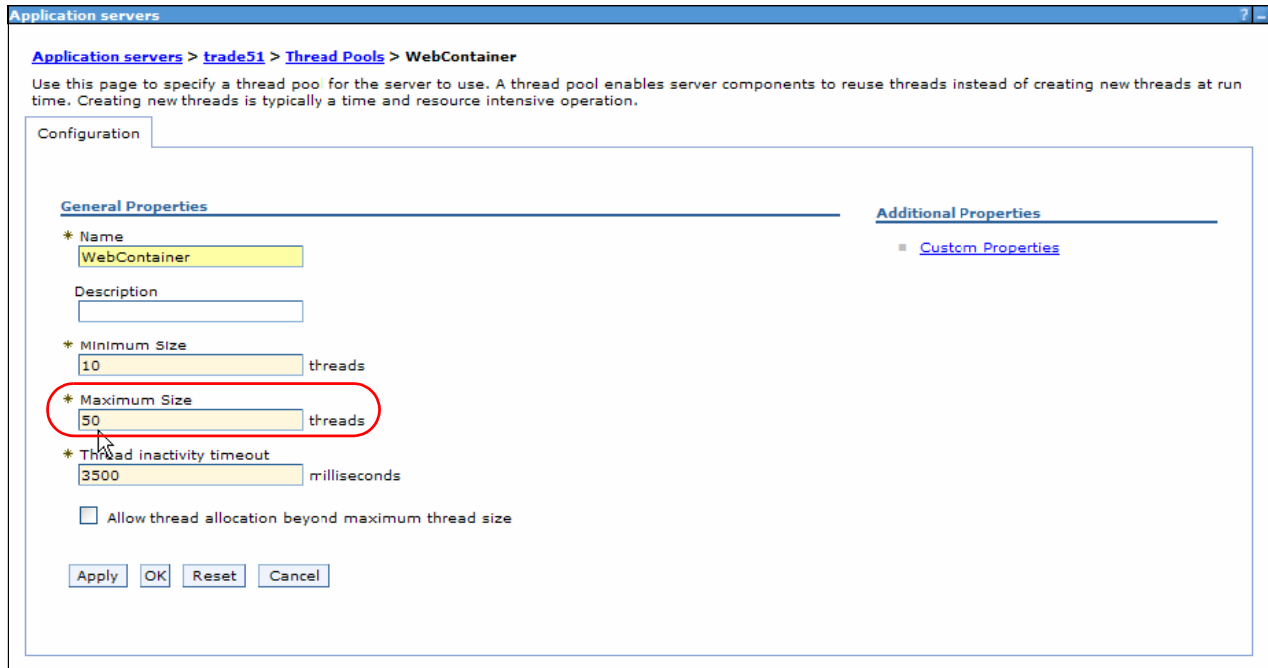 Application servers
? –
Application servers > trade51 > Thread Pools > WebContainer
Use this page to specify a thread pool for the server to use. A thread pool enables server components to reuse threads instead of creating new threads at run
time. Creating new threads is typically a time and resource intensive operation.
Configuration
General Properties
Additional Properties
* Name
WebContainer
Custom Properties
Description
* Minimum Size
10 threads
* Maximum Size
50 threads
* Thread inactivity timeout
3500 milliseconds
Allow thread allocation beyond maximum thread size
Apply OK Reset Cancel